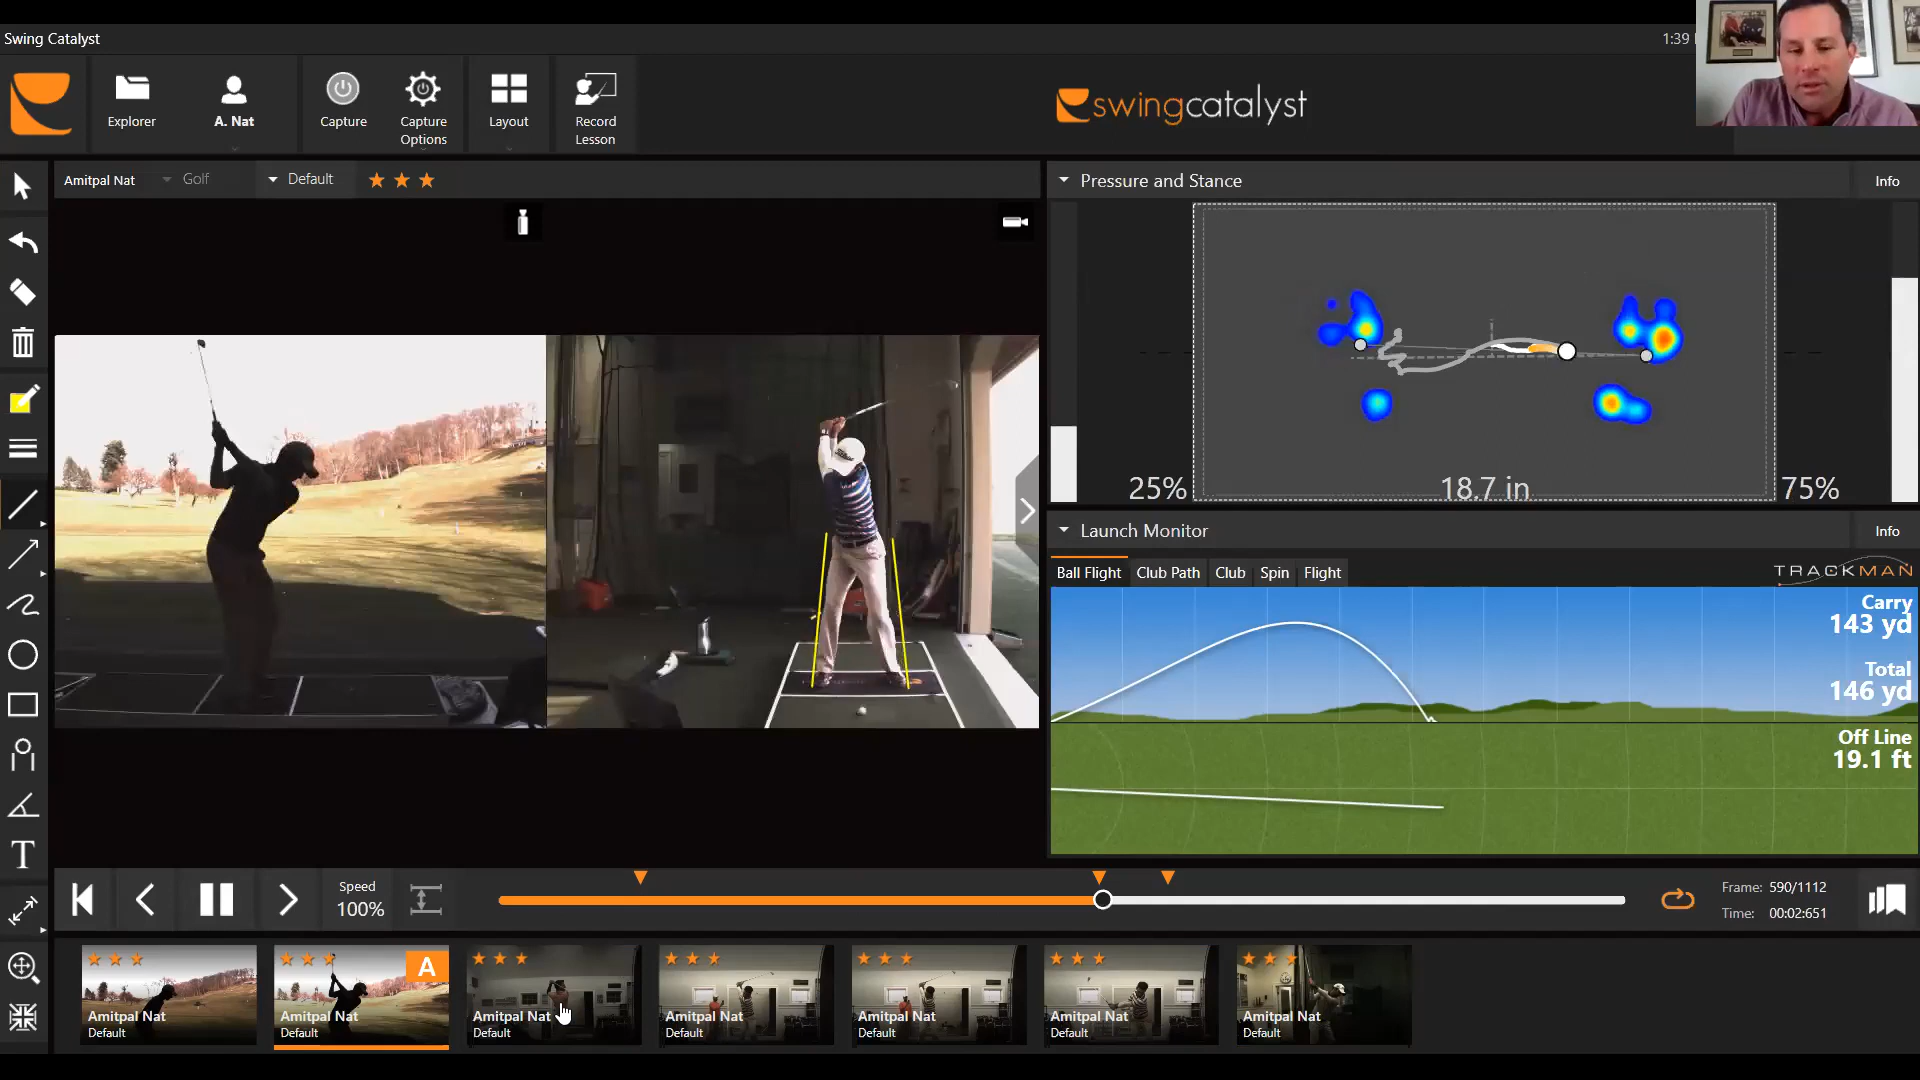 Swing Catalyst
1:39
Explorer
A. Nat
Capture
Capture
Options
Layout
Record
Lesson
swingcatalyst
Amitpal Nat
Golf
Default
Pressure and Stance
Info
25%
18.7 in
75%
Launch Monitor
Info
Ball Flight
Club Path
Club
Spin
Flight
TRACKMAN
Carry
143 yd
Total
146 yd
Off Line
19.1 ft
T
Speed
100%
Frame: 590/1112
Time: 00:02:651
A
Amitpal Nat
Default
Amitpal Nat
Default
Amitpal Nat
Default
Amitpal Nat
Default
Amitpal Nat
Default
Amitpal Nat
Default
Amitpal Nat
Default